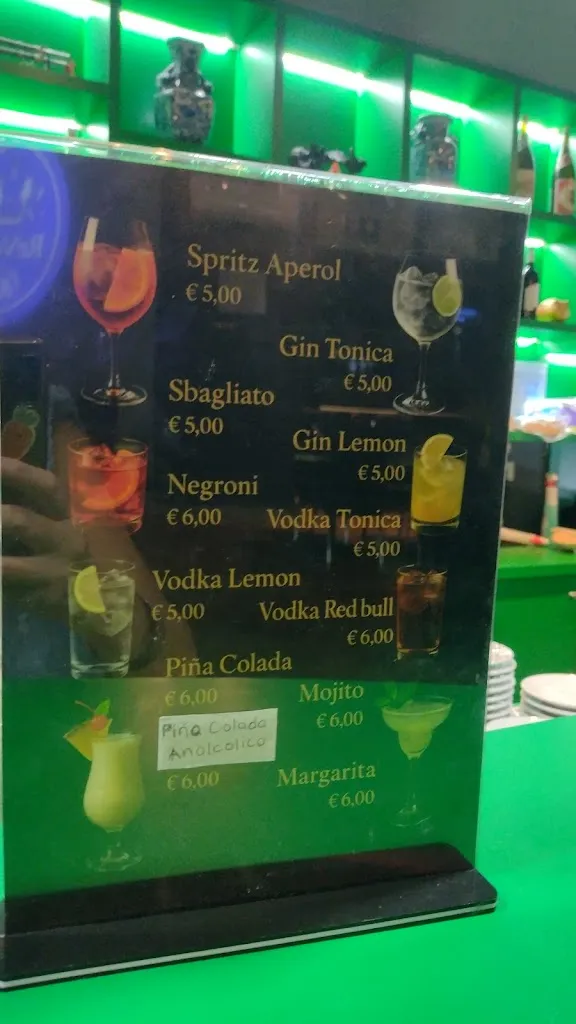 Spritz Aperol
€ 5,00
Gin Tonica
€ 5,00
Sbagliato
€ 5,00
Gin Lemon
€ 5,00
Negroni
€ 6,00
Vodka Tonica
€ 5,00
Vodka Lemon
€ 5,00
Vodka Red bull
€ 6,00
Piña Colada
€ 6,00
Mojito
€ 6,00
Piña Colada
Analcolico
€ 6,00
Margarita
€ 6,00